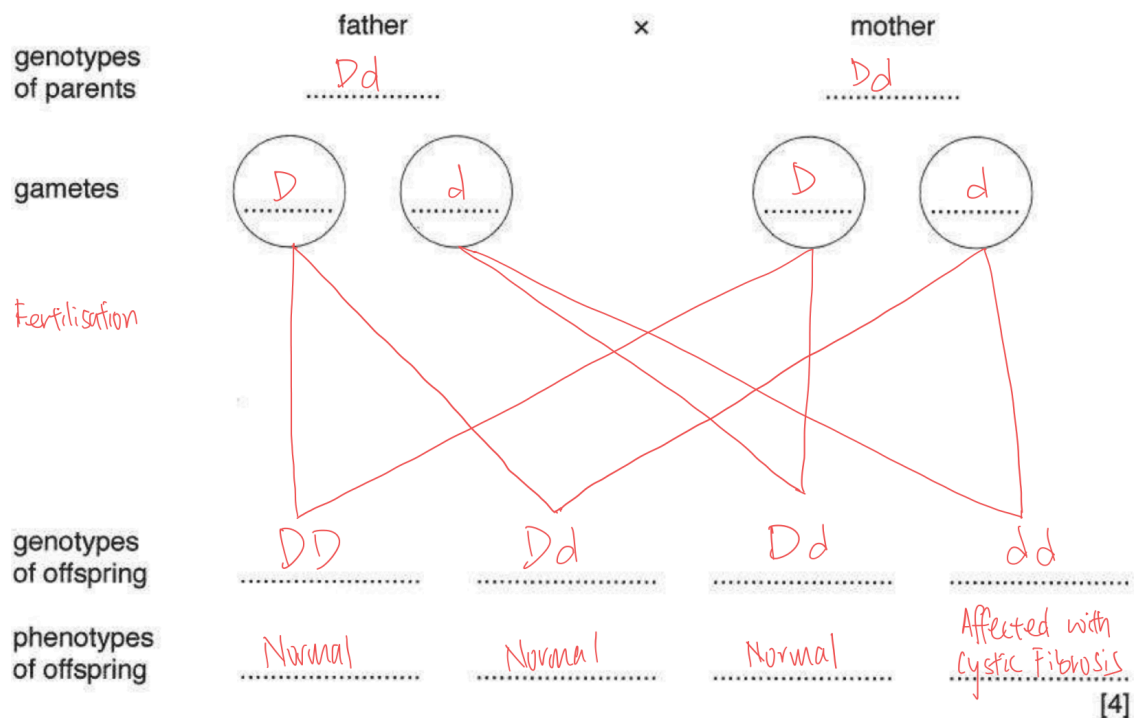 father × mother
genotypes
of parents
Dd Dd
gametes
D d D d
Fertilisation
genotypes
of offspring
DD Dd Dd dd
phenotypes
of offspring
Normal Normal Normal Affected with
Cystic Fibrosis
[4]